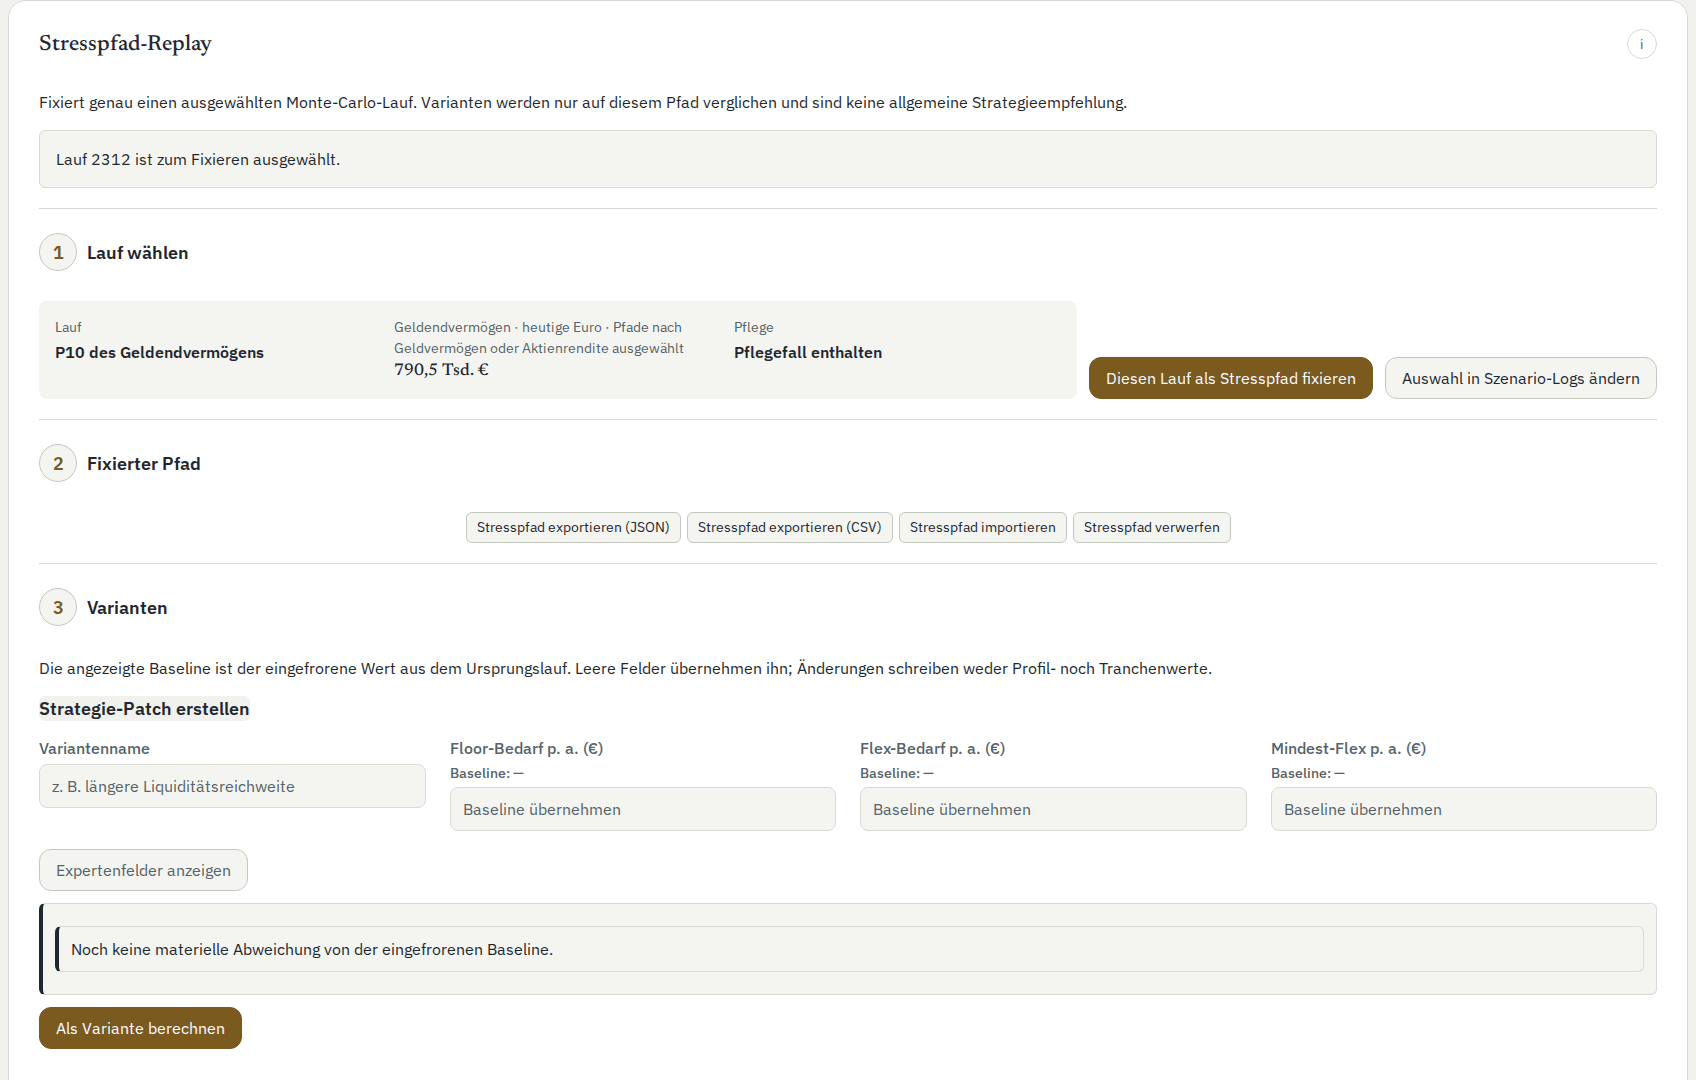 Stresspfad-Replay
i
Fixiert genau einen ausgewählten Monte-Carlo-Lauf. Varianten werden nur auf diesem Pfad verglichen und sind keine allgemeine Strategieempfehlung.
Lauf 2312 ist zum Fixieren ausgewählt.
1 Lauf wählen
Lauf
P10 des Geldendvermögens
Geldendvermögen · heutige Euro · Pfade nach
Geldvermögen oder Aktienrendite ausgewählt
790,5 Tsd. €
Pflege
Pflegefall enthalten
Diesen Lauf als Stresspfad fixieren
Auswahl in Szenario-Logs ändern
2 Fixierter Pfad
Stresspfad exportieren (JSON)
Stresspfad exportieren (CSV)
Stresspfad importieren
Stresspfad verwerfen
3 Varianten
Die angezeigte Baseline ist der eingefrorene Wert aus dem Ursprungslauf. Leere Felder übernehmen ihn; Änderungen schreiben weder Profil- noch Tranchenwerte.
Strategie-Patch erstellen
Variantenname
z. B. längere Liquiditätsreichweite
Floor-Bedarf p. a. (€)
Baseline: —
Baseline übernehmen
Flex-Bedarf p. a. (€)
Baseline: —
Baseline übernehmen
Mindest-Flex p. a. (€)
Baseline: —
Baseline übernehmen
Expertenfelder anzeigen
Noch keine materielle Abweichung von der eingefrorenen Baseline.
Als Variante berechnen